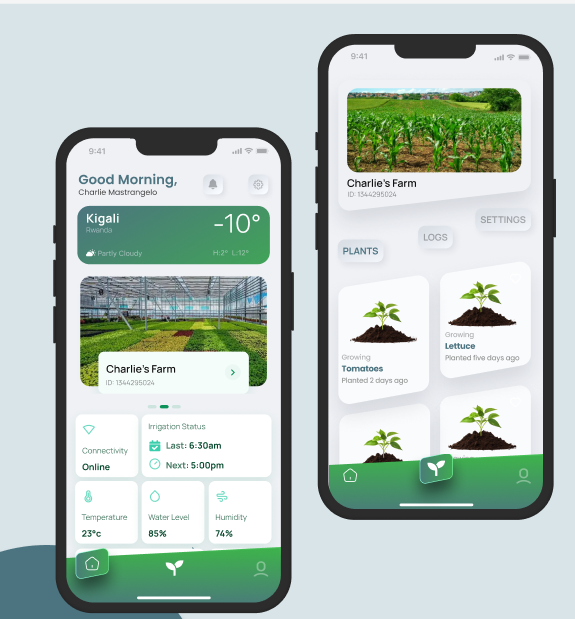 9:41
Good Morning,
Charlie Mastrangelo
Kigali
Rwanda
-10°
Partly Cloudy
H:2° L:12°
Charlie's Farm
ID: 1344295024
Connectivity
Online
Irrigation Status
Last: 6:30am
Next: 5:00pm
Temperature
23°c
Water Level
85%
Humidity
74%
9:41
Charlie's Farm
ID: 1344295024
PLANTS
LOGS
SETTINGS
Growing
Tomatoes
Planted 2 days ago
Growing
Lettuce
Planted five days ago